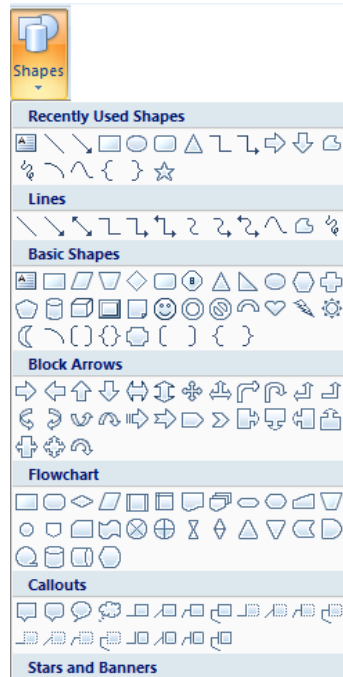 Shapes
Recently Used Shapes
Lines
Basic Shapes
Block Arrows
Flowchart
Callouts
Stars and Banners